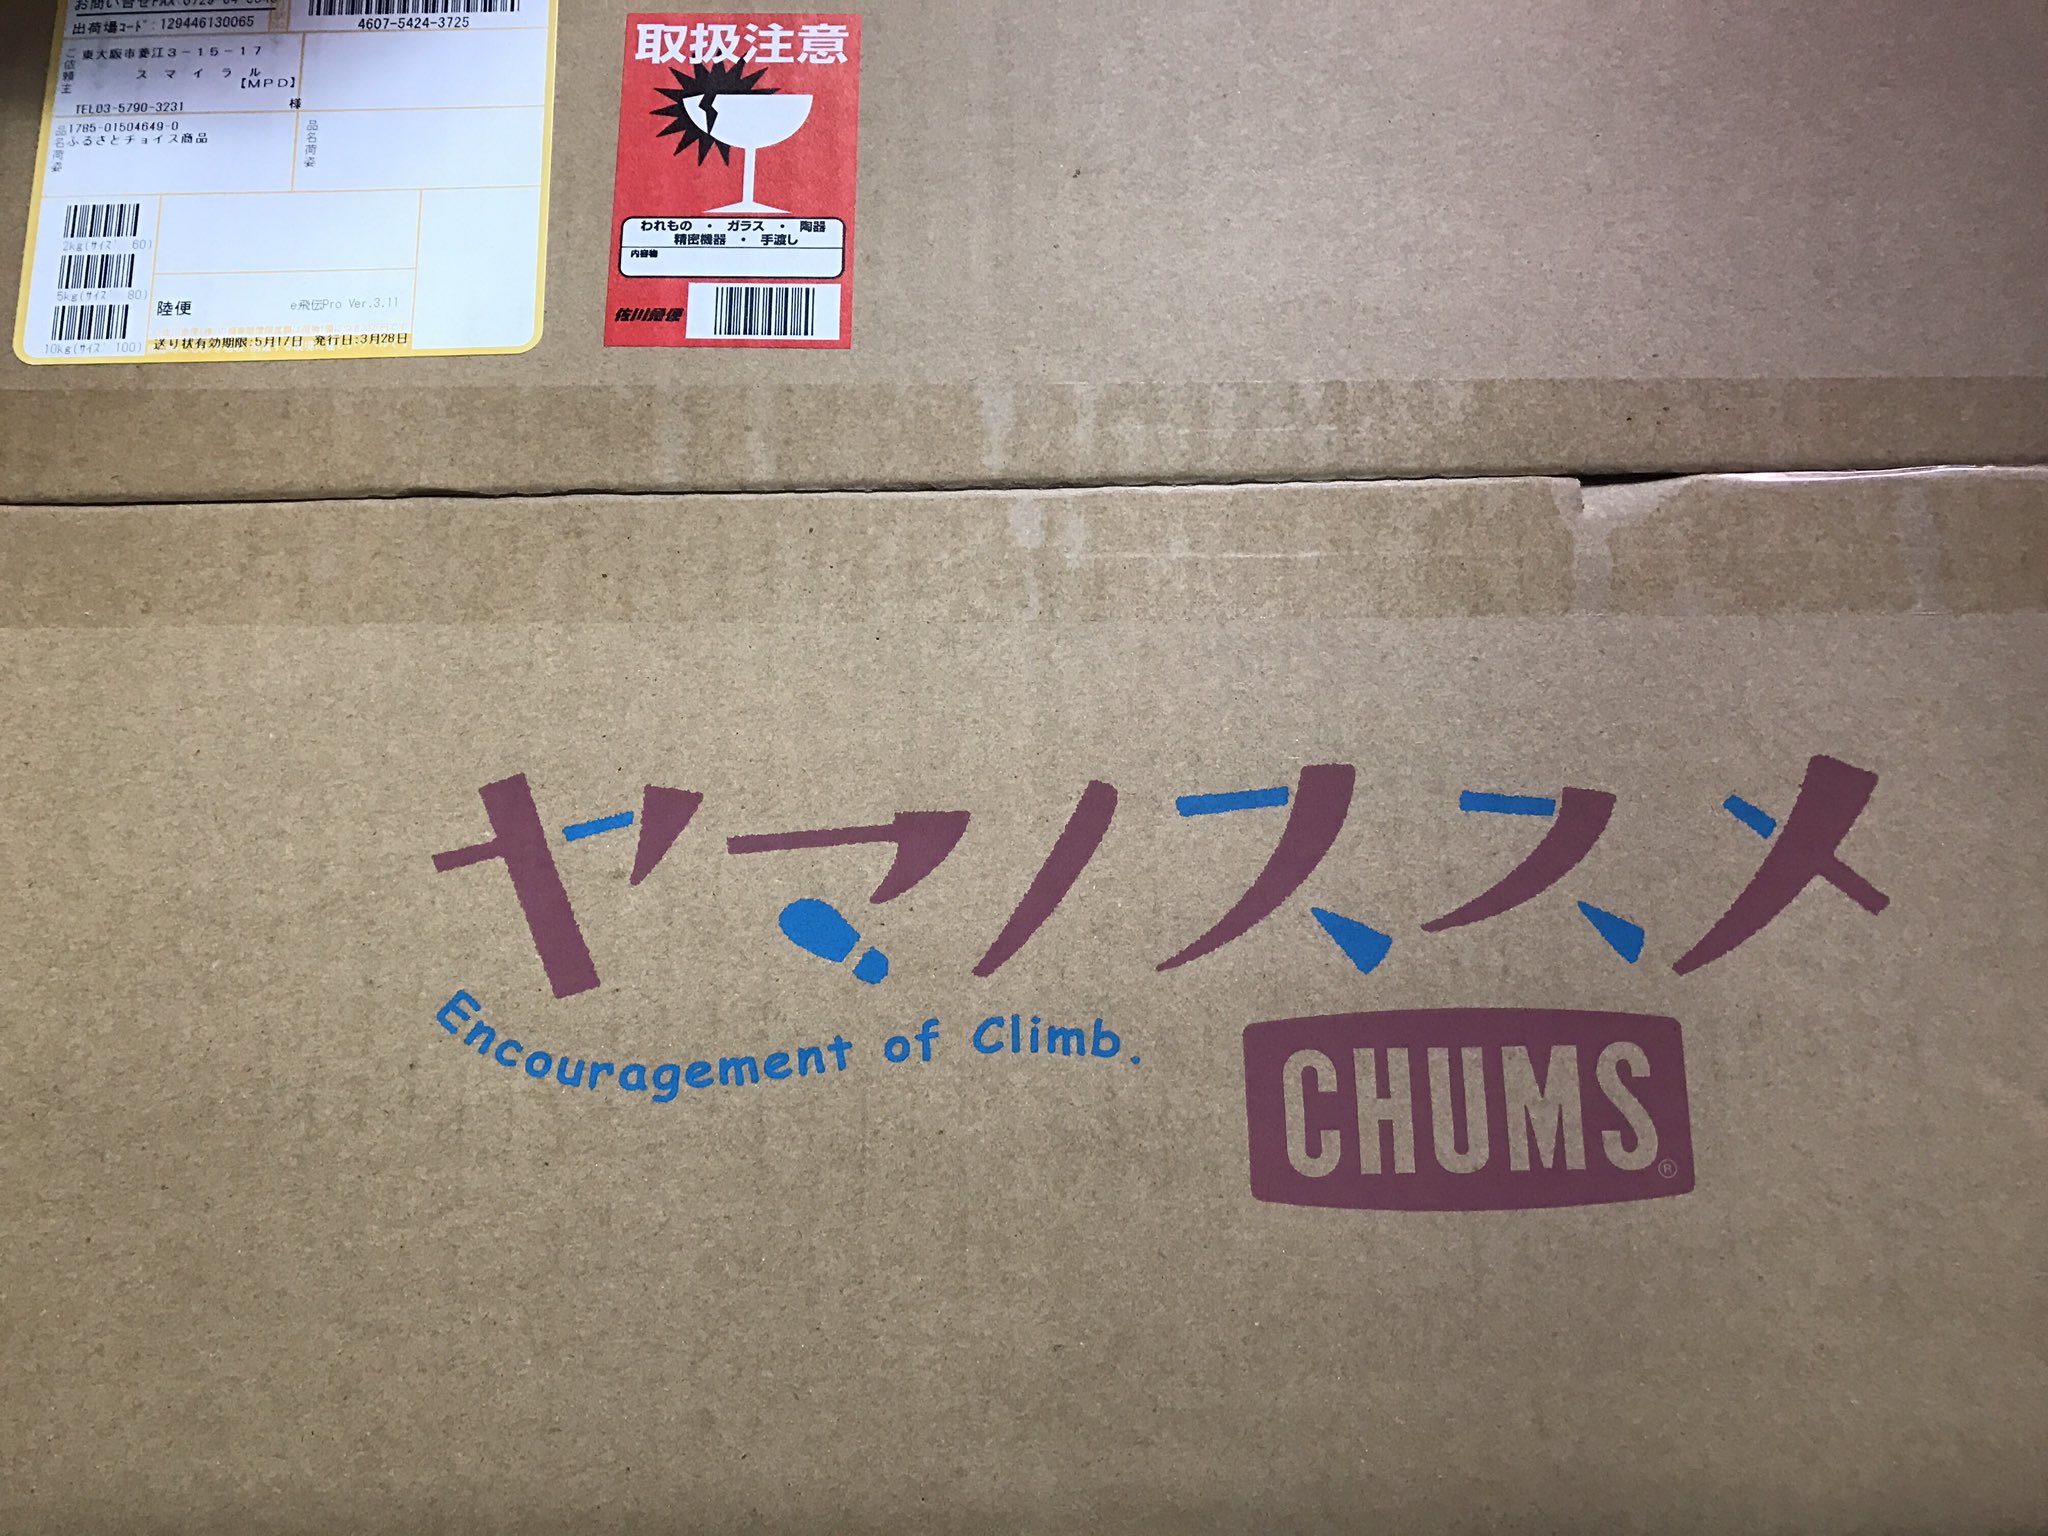 出荷場ｺｰﾄﾞ:129446130065
4607-5424-3725
ご依頼主
東大阪市菱江3-15-17
スマイラル
【MPD】
TEL03-5790-3231 様
品名
1785-01504649-0
ふるさとチョイス商品
2kg(ｻｲｽﾞ 60)
5kg(ｻｲｽﾞ 80)
10kg(ｻｲｽﾞ 100)
陸便
e飛伝Pro Ver.3.11
送り状有効期限:5月17日 発行日:3月28日
取扱注意
われもの ・ ガラス ・ 陶器
精密機器 ・ 手渡し
内容物
佐川急便
ヤマノススメ
Encouragement of Climb.
CHUMS®